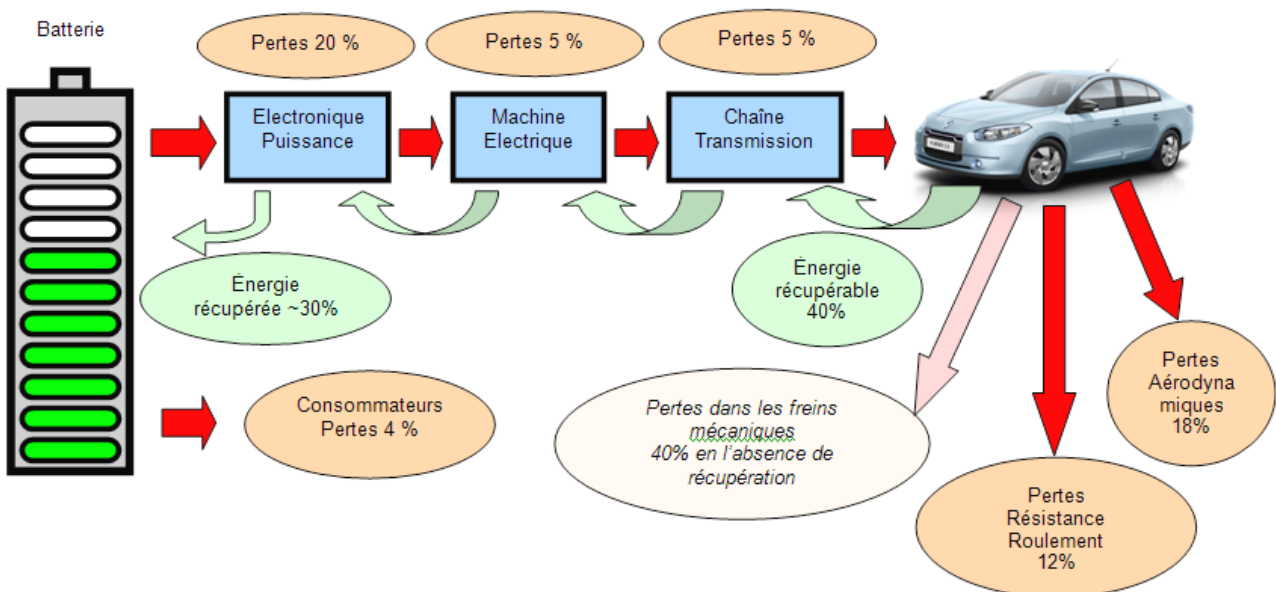 Batterie
Pertes 20 %
Pertes 5 %
Pertes 5 %
Electronique
Puissance
Machine
Electrique
Chaîne
Transmission
Énergie
récupérée ~30%
Énergie
récupérable
40%
Consommateurs
Pertes 4 %
Pertes dans les freins
mécaniques
40% en l'absence de
récupération
Pertes
Aérodyna
miques
18%
Pertes
Résistance
Roulement
12%